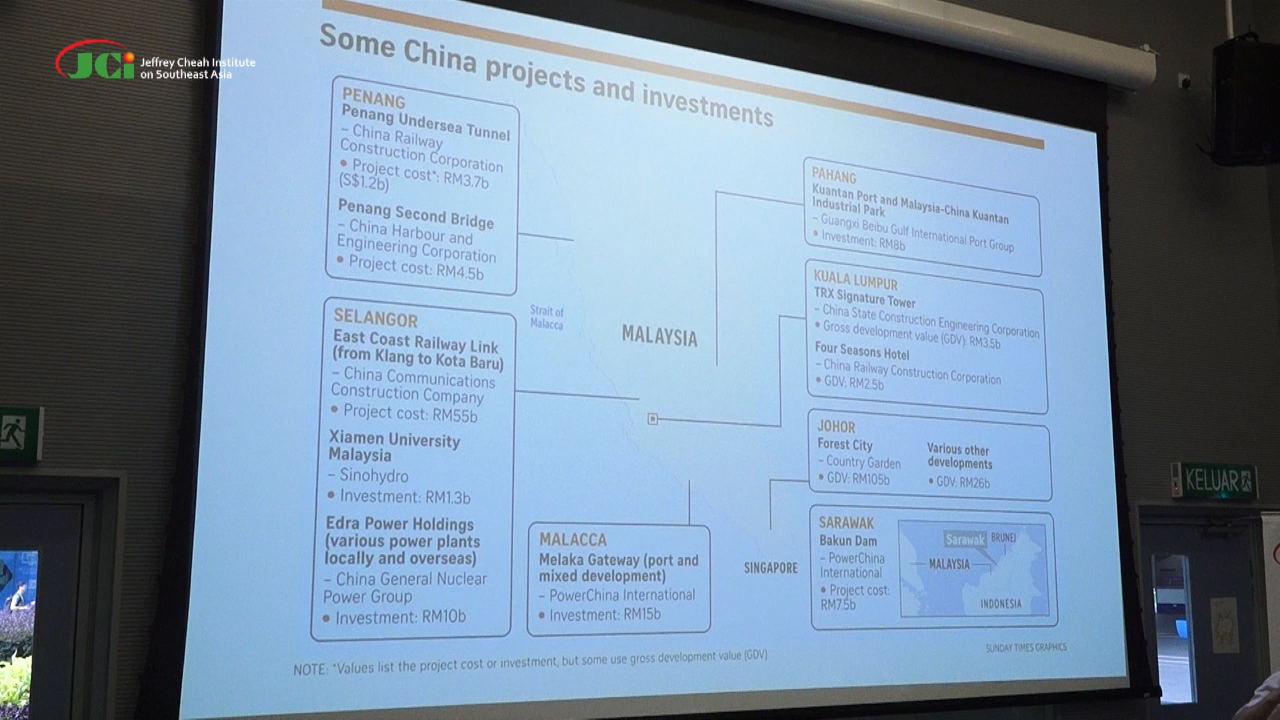 JCi Jeffrey Cheah Institute
on Southeast Asia
Some China projects and investments
PENANG
Penang Undersea Tunnel
– China Railway
Construction Corporation
• Project cost*: RM3.7b
(S$1.2b)
Penang Second Bridge
– China Harbour and
Engineering Corporation
• Project cost: RM4.5b
SELANGOR
East Coast Railway Link
(from Klang to Kota Baru)
– China Communications
Construction Company
• Project cost: RM55b
Xiamen University
Malaysia
– Sinohydro
• Investment: RM1.3b
Edra Power Holdings
(various power plants
locally and overseas)
– China General Nuclear
Power Group
• Investment: RM10b
Strait of
Malacca
MALAYSIA
MALACCA
Melaka Gateway (port and
mixed development)
– PowerChina International
• Investment: RM15b
SINGAPORE
PAHANG
Kuantan Port and Malaysia-China Kuantan
Industrial Park
– Guangxi Beibu Gulf International Port Group
• Investment: RM8b
KUALA LUMPUR
TRX Signature Tower
– China State Construction Engineering Corporation
• Gross development value (GDV): RM3.5b
Four Seasons Hotel
– China Railway Construction Corporation
• GDV: RM2.5b
JOHOR
Forest City
– Country Garden
• GDV: RM105b
Various other
developments
• GDV: RM26b
SARAWAK
Bakun Dam
– PowerChina
International
• Project cost:
RM7.5b
Sarawak
BRUNEI
MALAYSIA
INDONESIA
NOTE: *Values list the project cost or investment, but some use gross development value (GDV)
SUNDAY TIMES GRAPHICS
KELUAR